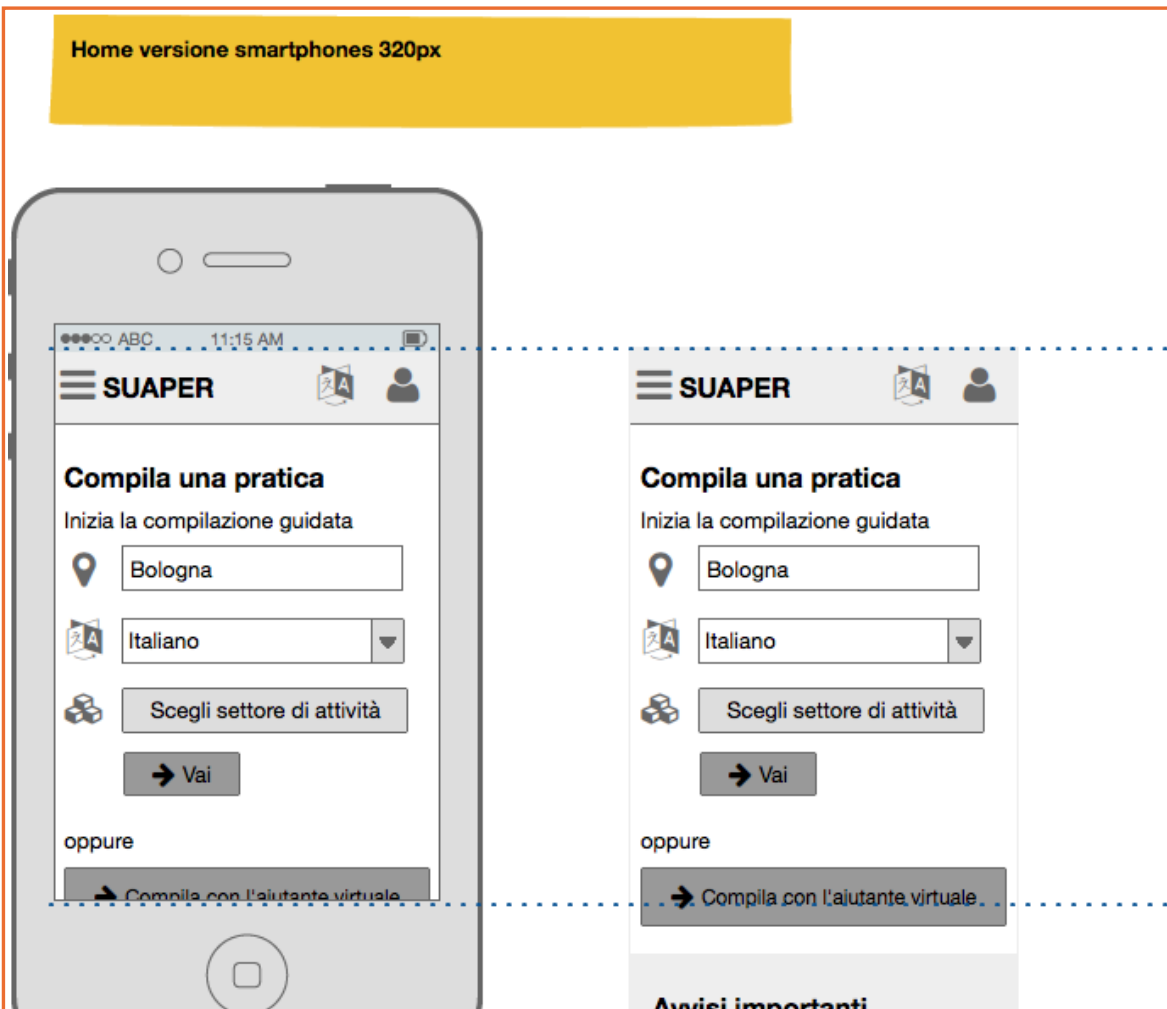 Home versione smartphones 320px
ABC 11:15 AM
SUAPER
Compila una pratica
Inizia la compilazione guidata
Bologna
Italiano
Scegli settore di attività
Vai
oppure
Compila con l'aiutante virtuale
SUAPER
Compila una pratica
Inizia la compilazione guidata
Bologna
Italiano
Scegli settore di attività
Vai
oppure
Compila con l'aiutante virtuale
Avvisi importanti